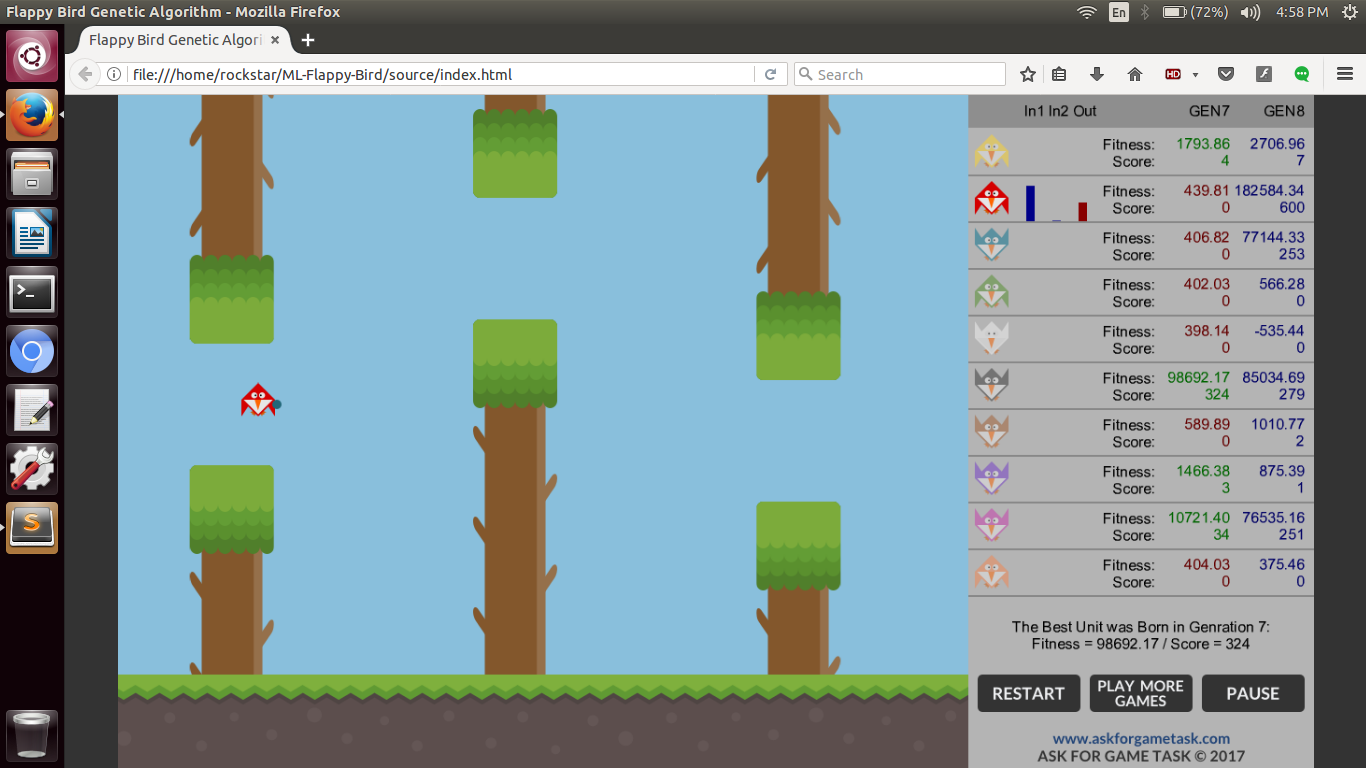 Flappy Bird Genetic Algorithm - Mozilla Firefox
En (72%) 4:58 PM
Flappy Bird Genetic Algori
file:///home/rockstar/ML-Flappy-Bird/source/index.html Search HD
In1 In2 Out GEN7 GEN8
Fitness: 1793.86 2706.96
Score: 4 7
Fitness: 439.81 182584.34
Score: 0 600
Fitness: 406.82 77144.33
Score: 0 253
Fitness: 402.03 566.28
Score: 0 0
Fitness: 398.14 -535.44
Score: 0 0
Fitness: 98692.17 85034.69
Score: 324 279
Fitness: 589.89 1010.77
Score: 0 2
Fitness: 1466.38 875.39
Score: 3 1
Fitness: 10721.40 76535.16
Score: 34 251
Fitness: 404.03 375.46
Score: 0 0
The Best Unit was Born in Genration 7:
Fitness = 98692.17 / Score = 324
RESTART
PLAY MORE
GAMES
PAUSE
www.askforgametask.com
ASK FOR GAME TASK © 2017